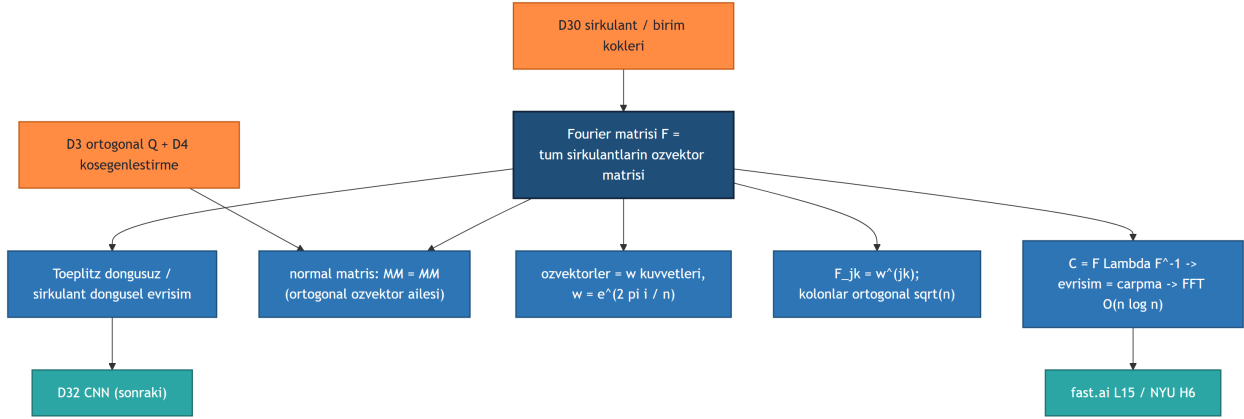 D30 sirkulant / birim
kokleri
Fourier matrisi F =
tum sirkulantlarin ozvektor
matrisi
D3 ortogonal Q + D4
kosegenlestirme
Toeplitz dongusuz /
sirkulant dongusel evrisim
normal matris: MM = MM
(ortogonal ozvektor ailesi)
ozvektorler = w kuvvetleri,
w = e^(2 pi i / n)
F_jk = w^(jk);
kolonlar ortogonal sqrt(n)
C = F Lambda F^-1 ->
evrisim = carpma -> FFT
O(n log n)
D32 CNN (sonraki)
fast.ai L15 / NYU H6